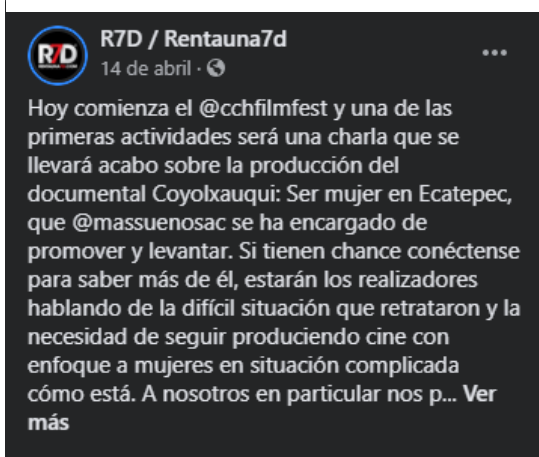 R7D
R7D / Rentauna7d
14 de abril ·
Hoy comienza el @cchfilmfest y una de las
primeras actividades será una charla que se
llevará acabo sobre la producción del
documental Coyolxauqui: Ser mujer en Ecatepec,
que @massuenosac se ha encargado de
promover y levantar. Si tienen chance conéctense
para saber más de él, estarán los realizadores
hablando de la difícil situación que retrataron y la
necesidad de seguir produciendo cine con
enfoque a mujeres en situación complicada
cómo está. A nosotros en particular nos p... Ver
más